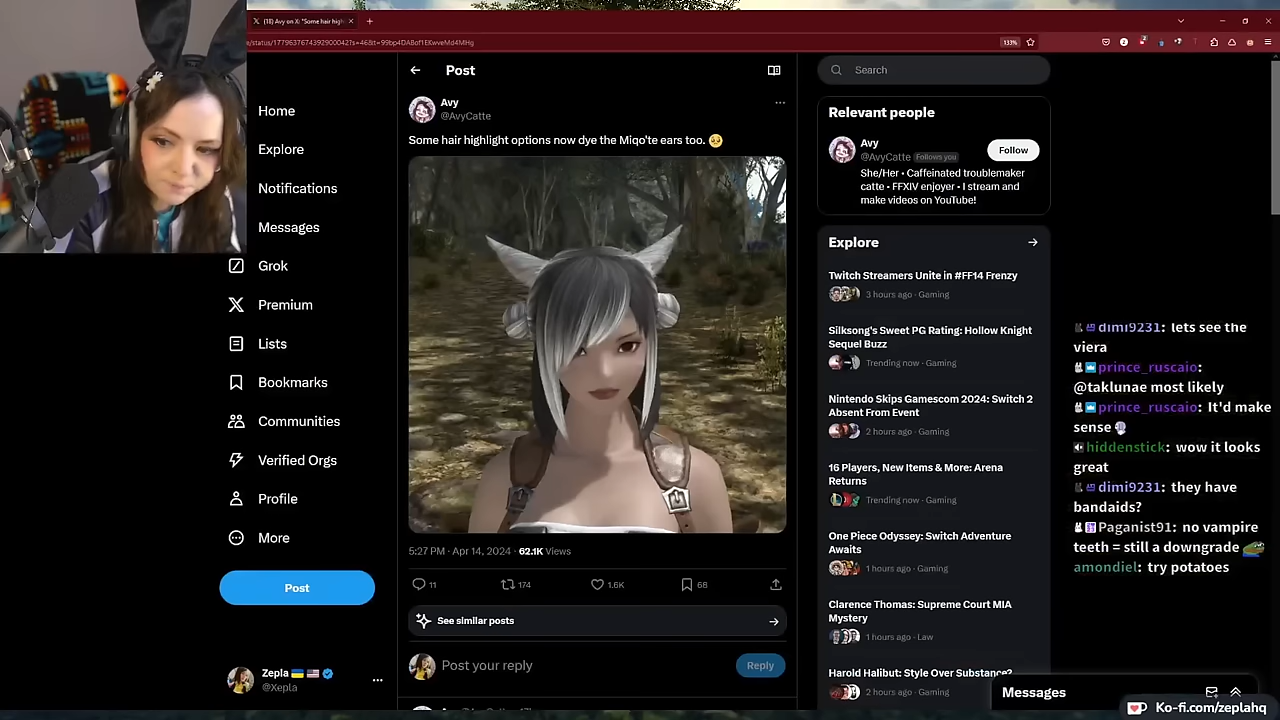 (18) Avy on X: "Some hair high
133%
Home
Explore
Notifications
Messages
Grok
Premium
Lists
Bookmarks
Communities
Verified Orgs
Profile
More
Post
Zepla
@Xepla
Post
Avy
@AvyCatte
Some hair highlight options now dye the Miqo'te ears too.
5:27 PM · Apr 14, 2024 · 62.1K Views
11
174
1.6K
68
See similar posts
Post your reply
Reply
Search
Relevant people
Avy
@AvyCatte Follows you
Follow
She/Her • Caffeinated troublemaker
catte • FFXIV enjoyer • I stream and
make videos on YouTube!
Explore
Twitch Streamers Unite in #FF14 Frenzy
3 hours ago · Gaming
Silksong's Sweet PG Rating: Hollow Knight
Sequel Buzz
Trending now · Gaming
Nintendo Skips Gamescom 2024: Switch 2
Absent From Event
2 hours ago · Gaming
16 Players, New Items & More: Arena
Returns
Trending now · Gaming
One Piece Odyssey: Switch Adventure
Awaits
1 hours ago · Game
Clarence Thomas: Supreme Court MIA
Mystery
1 hours ago · Law
Harold Halibut: Style Over Substance?
2 hours ago · Gaming
Messages
dimi9231: lets see the
viera
prince_ruscaio:
@taklunae most likely
prince_ruscaio: It'd make
sense
hiddenstick: wow it looks
great
dimi9231: they have
bandaids?
Paganist91: no vampire
teeth = still a downgrade
amondiel: try potatoes
Ko-fi.com/zeplahq